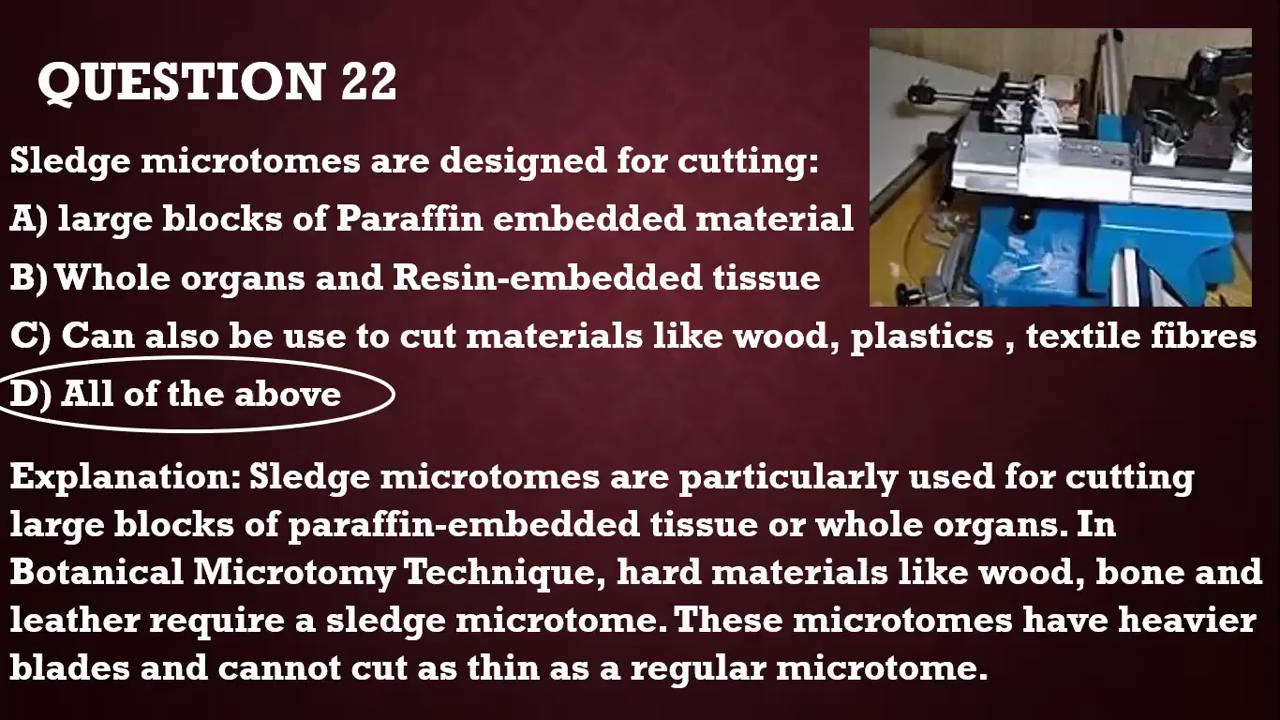 QUESTION 22
Sledge microtomes are designed for cutting:
A) large blocks of Paraffin embedded material
B) Whole organs and Resin-embedded tissue
C) Can also be use to cut materials like wood, plastics , textile fibres
D) All of the above
Explanation: Sledge microtomes are particularly used for cutting
large blocks of paraffin-embedded tissue or whole organs. In
Botanical Microtomy Technique, hard materials like wood, bone and
leather require a sledge microtome. These microtomes have heavier
blades and cannot cut as thin as a regular microtome.